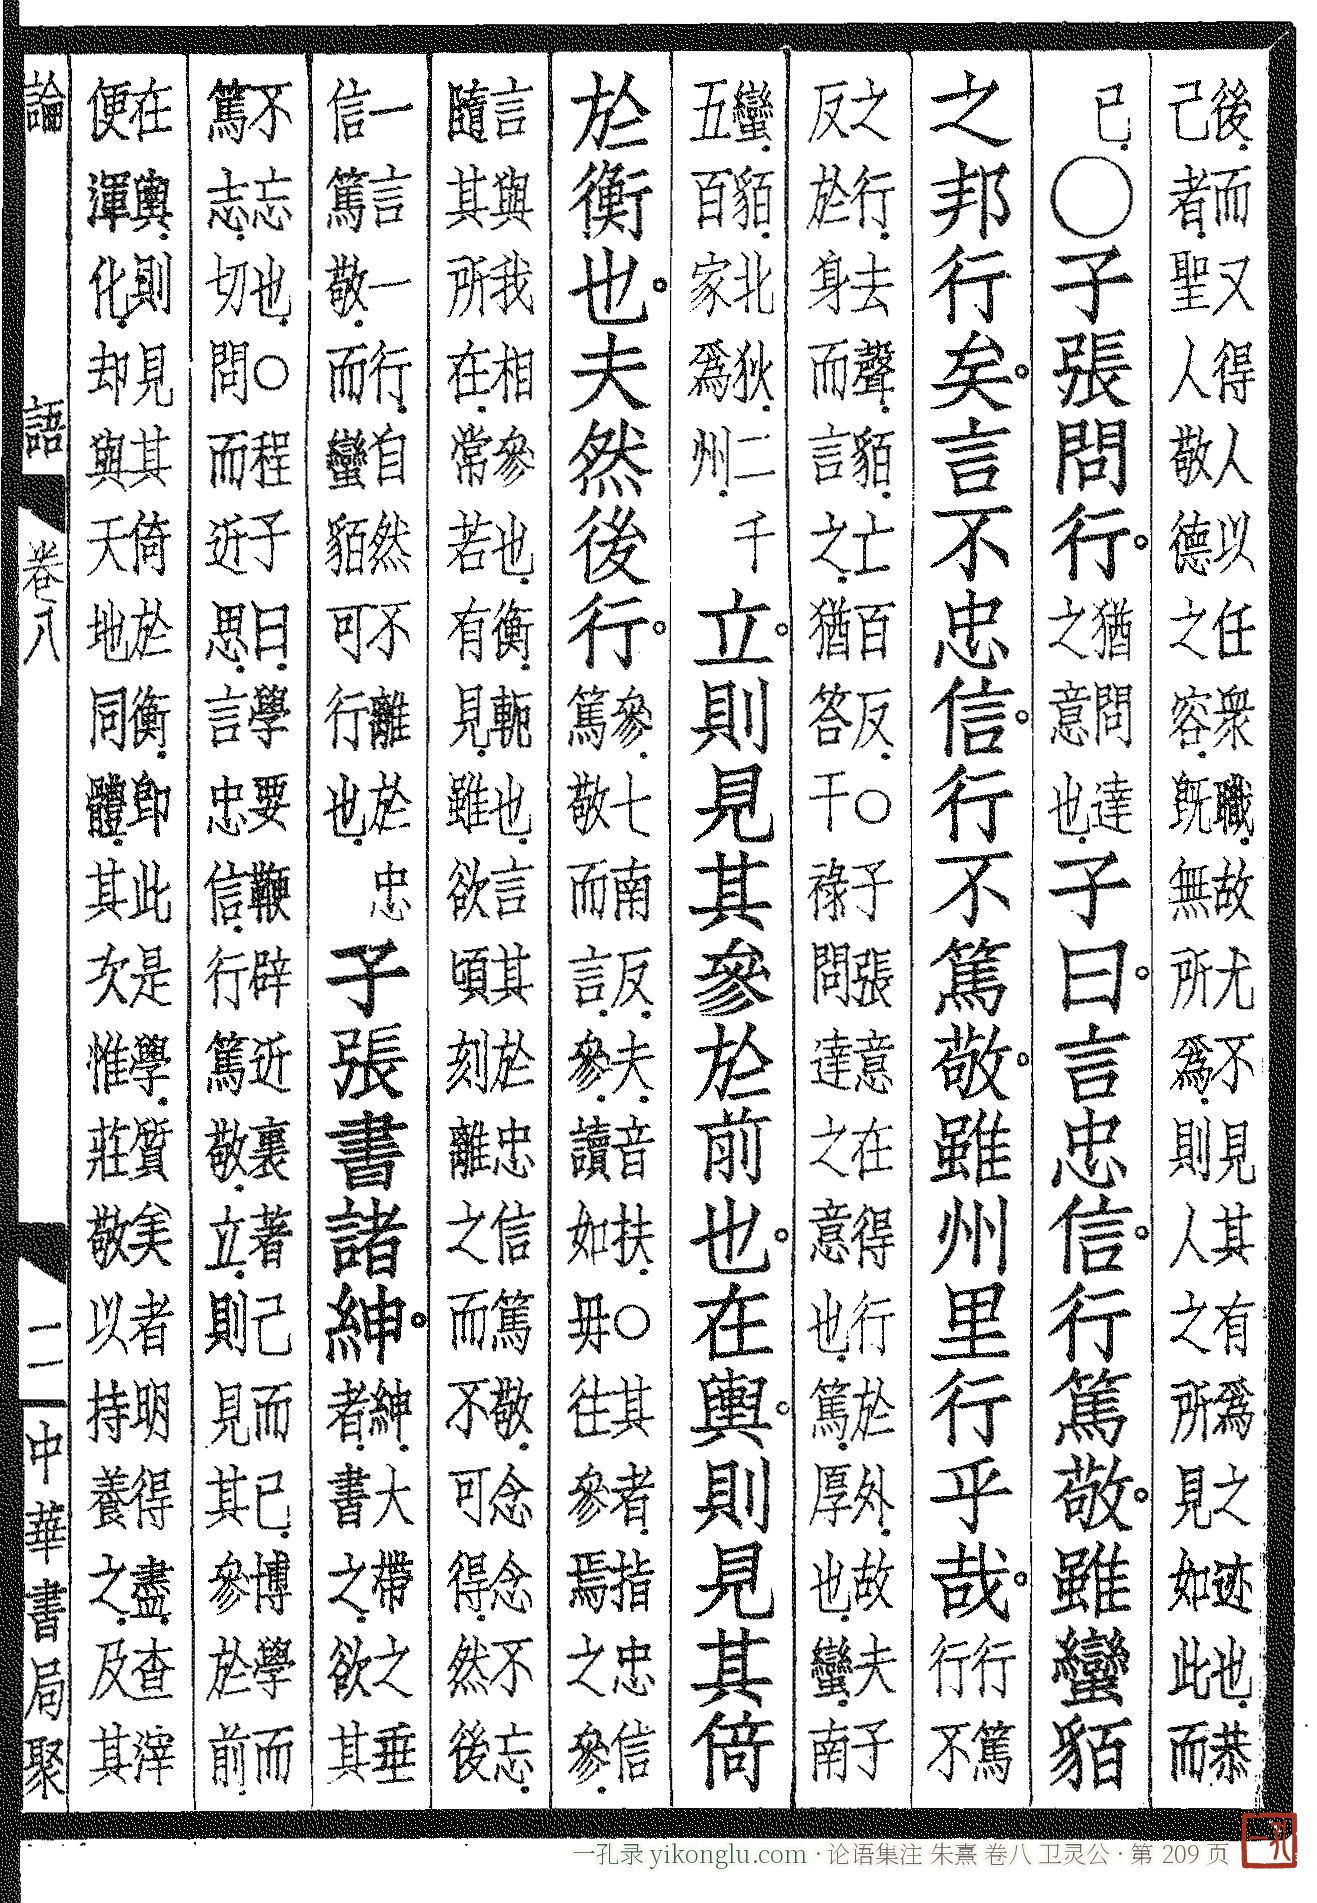 後而又得人以任衆職故尤不見其有爲之迹也恭
己者聖人敬德之容既無所爲則人之所見如此而
已○子張問行。猶問達之意也子曰。言忠信。行篤敬。雖蠻貊
之邦行矣。言不忠信。行不篤敬。雖州里行乎哉。行篤行不
之行行去聲貊亡百反○子張意在得行於外故夫子
反於身而言之猶答干祿問達之意也篤厚也蠻南
蠻貊北狄二千五百家爲州立。則見其參於前也。在輿。則見其倚
於衡也。夫然後行。參七南反夫音扶○其者指忠信篤敬而言參讀如毋往參焉之參
言與我相參也衡軛也言其於忠信篤敬念念不忘
隨其所在常若有見雖欲頃刻離之而不可得然後
一言一行自然不離於忠信篤敬而蠻貊可行也子張書諸紳。紳大帶之垂者書之欲其
不忘也○程子曰學要鞭辟近裏著己而已博學而
篤志切問而近思言忠信行篤敬立則見其參於前
在輿則見其倚於衡即此是學質美者明得盡查滓
便渾化却與天地同體其次惟莊敬以持養之及其
論語 卷八 二 中華書局聚
一孔录 yikonglu.com · 论语集注 朱熹 卷八 卫灵公 · 第 209 页
一孔